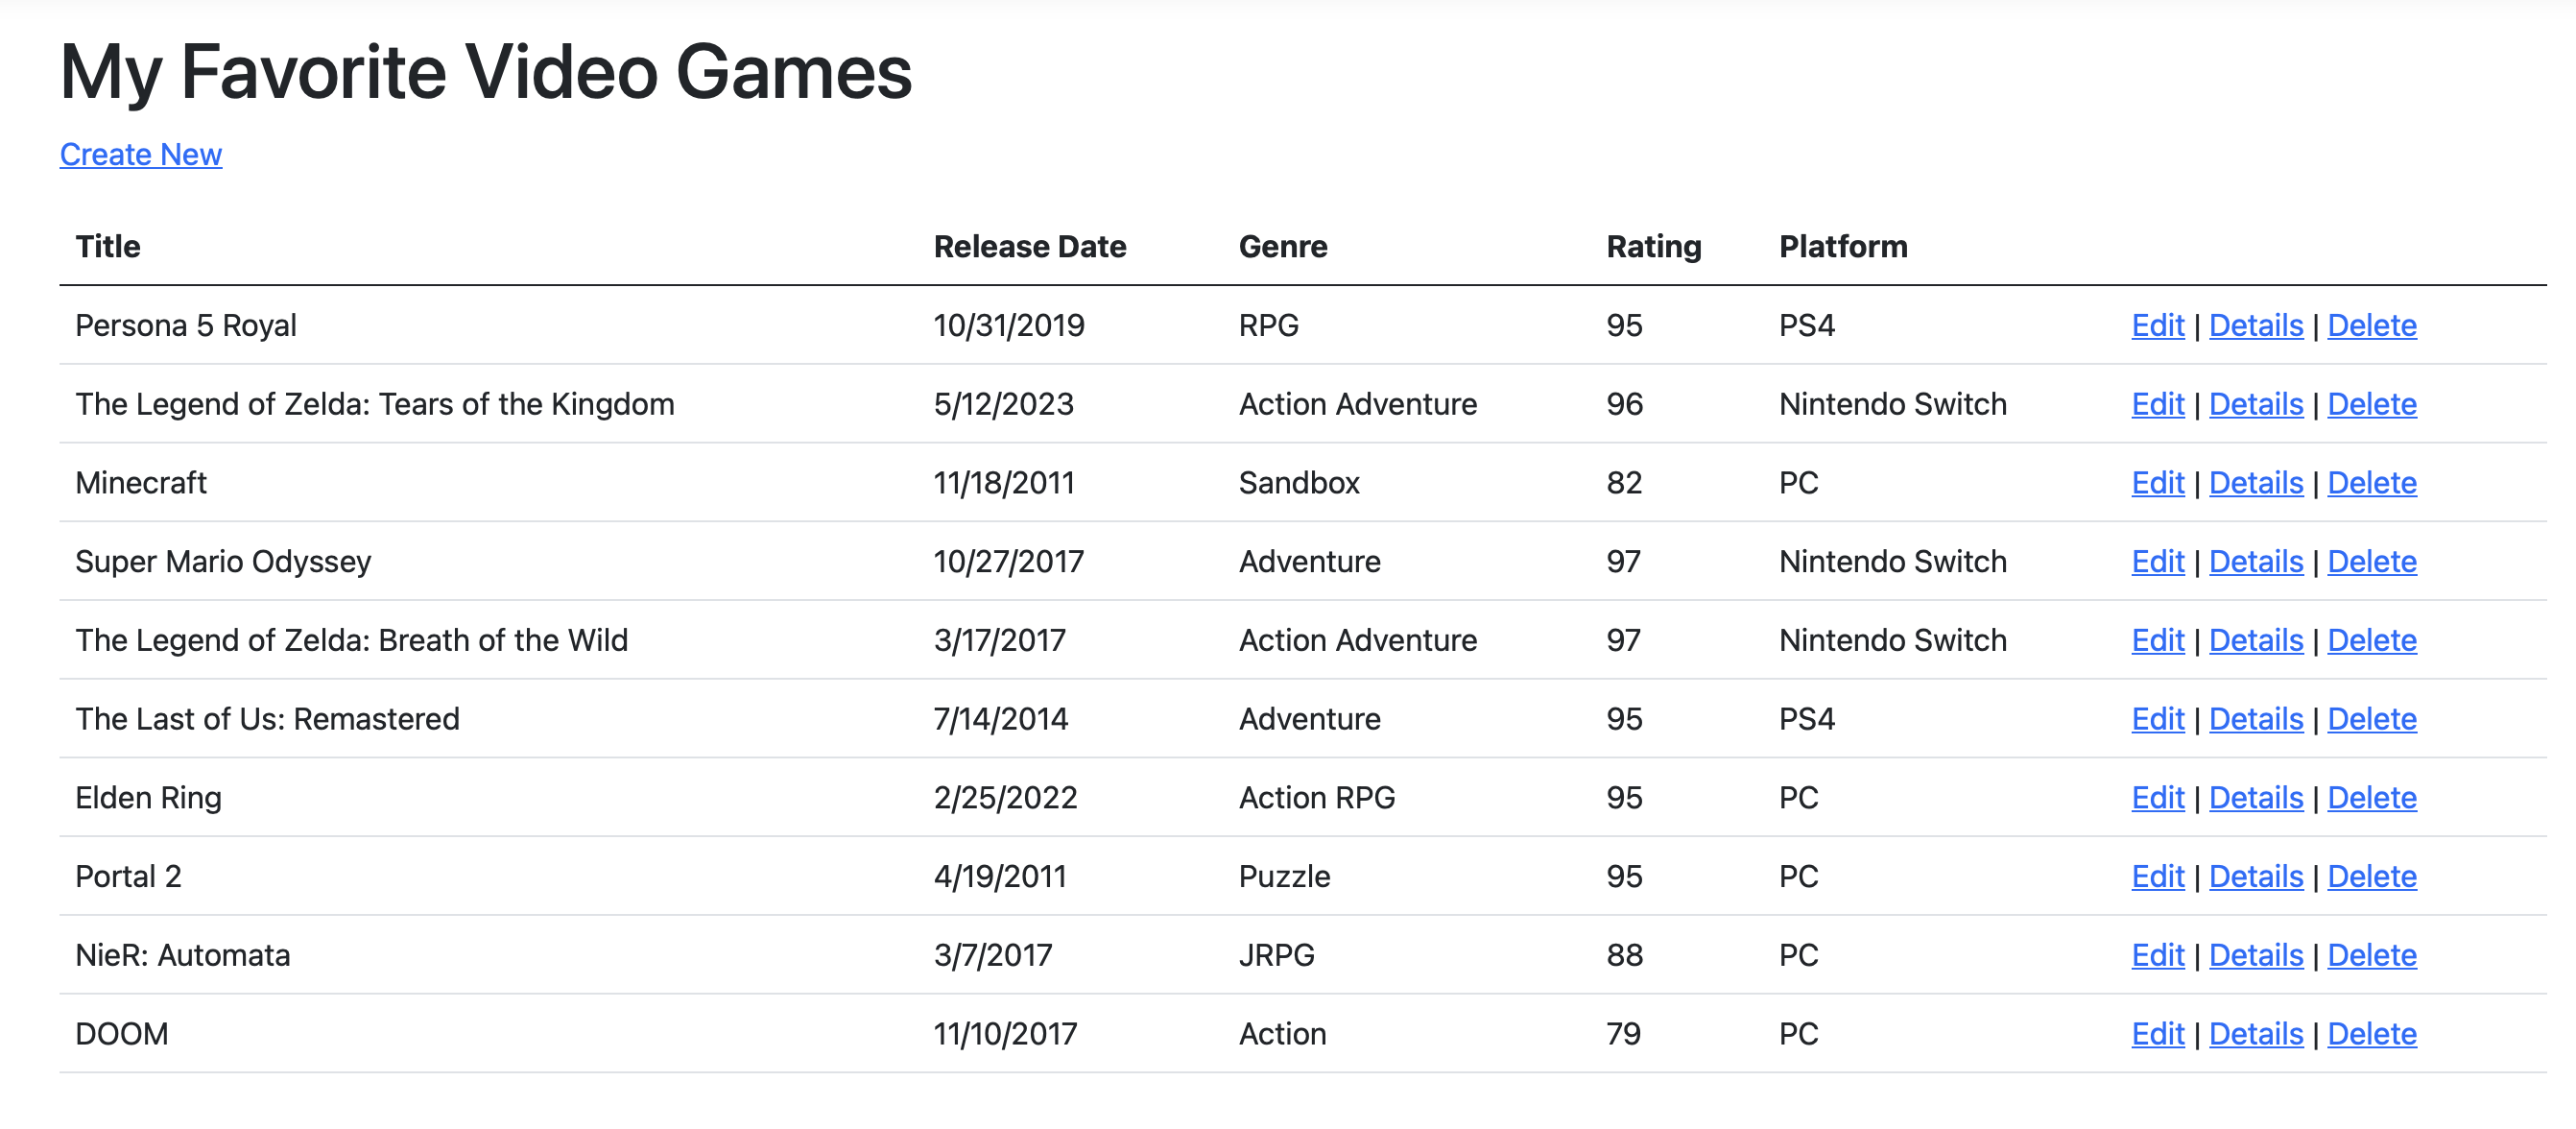 My Favorite Video Games
Create New
Title Release Date Genre Rating Platform
Persona 5 Royal 10/31/2019 RPG 95 PS4 Edit | Details | Delete
The Legend of Zelda: Tears of the Kingdom 5/12/2023 Action Adventure 96 Nintendo Switch Edit | Details | Delete
Minecraft 11/18/2011 Sandbox 82 PC Edit | Details | Delete
Super Mario Odyssey 10/27/2017 Adventure 97 Nintendo Switch Edit | Details | Delete
The Legend of Zelda: Breath of the Wild 3/17/2017 Action Adventure 97 Nintendo Switch Edit | Details | Delete
The Last of Us: Remastered 7/14/2014 Adventure 95 PS4 Edit | Details | Delete
Elden Ring 2/25/2022 Action RPG 95 PC Edit | Details | Delete
Portal 2 4/19/2011 Puzzle 95 PC Edit | Details | Delete
NieR: Automata 3/7/2017 JRPG 88 PC Edit | Details | Delete
DOOM 11/10/2017 Action 79 PC Edit | Details | Delete